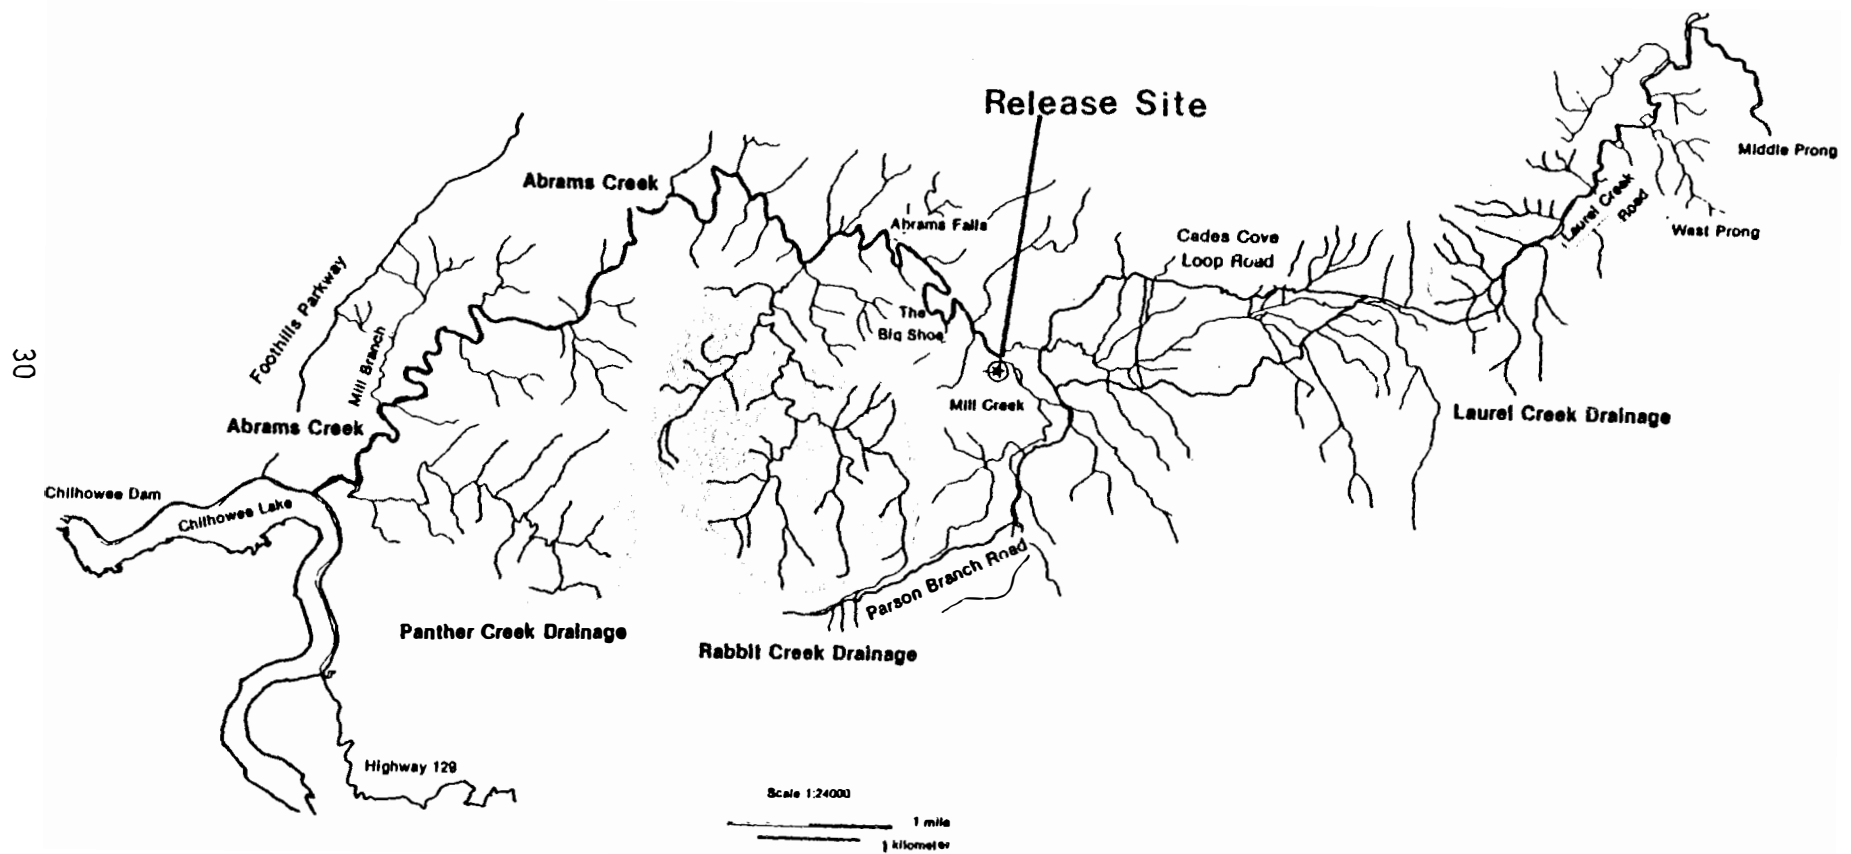 Release Site
Middle Prong
Abrams Creek
Laurel Creek
Road
Abrams Falls
West Prong
Cades Cove
Loop Road
Foothills Parkway
The
Big Shoe
30
Mill Branch
Mill Creek
Laurel Creek Drainage
Abrams Creek
Chilhowee Dam
Chilhowee Lake
Parson Branch Road
Panther Creek Drainage
Rabbit Creek Drainage
Highway 129
Scale 1:24000
1 mile
1 kilometer